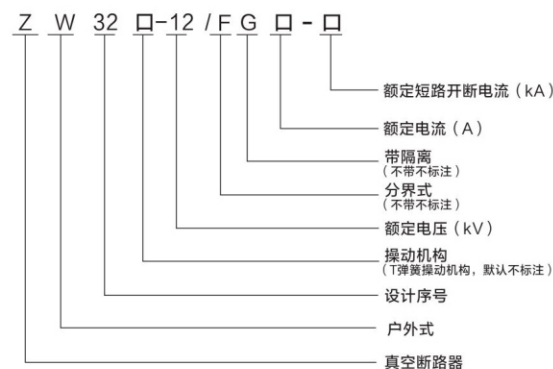 Z W 32 口-12 / F G 口 - 口
额定短路开断电流（kA）
额定电流（A）
带隔离
（不带不标注）
分界式
（不带不标注）
额定电压（kV）
操动机构
（T弹簧操动机构，默认不标注）
设计序号
户外式
真空断路器